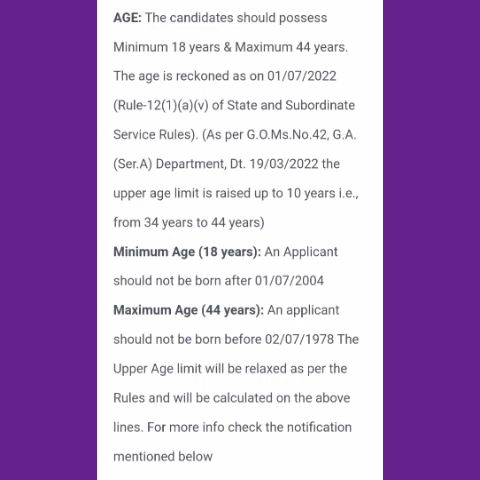 AGE: The candidates should possess
Minimum 18 years & Maximum 44 years.
The age is reckoned as on 01/07/2022
(Rule-12(1)(a)(v) of State and Subordinate
Service Rules). (As per G.O.Ms.No.42, G.A.
(Ser.A) Department, Dt. 19/03/2022 the
upper age limit is raised up to 10 years i.e.,
from 34 years to 44 years)
Minimum Age (18 years): An Applicant
should not be born after 01/07/2004
Maximum Age (44 years): An applicant
should not be born before 02/07/1978 The
Upper Age limit will be relaxed as per the
Rules and will be calculated on the above
lines. For more info check the notification
mentioned below